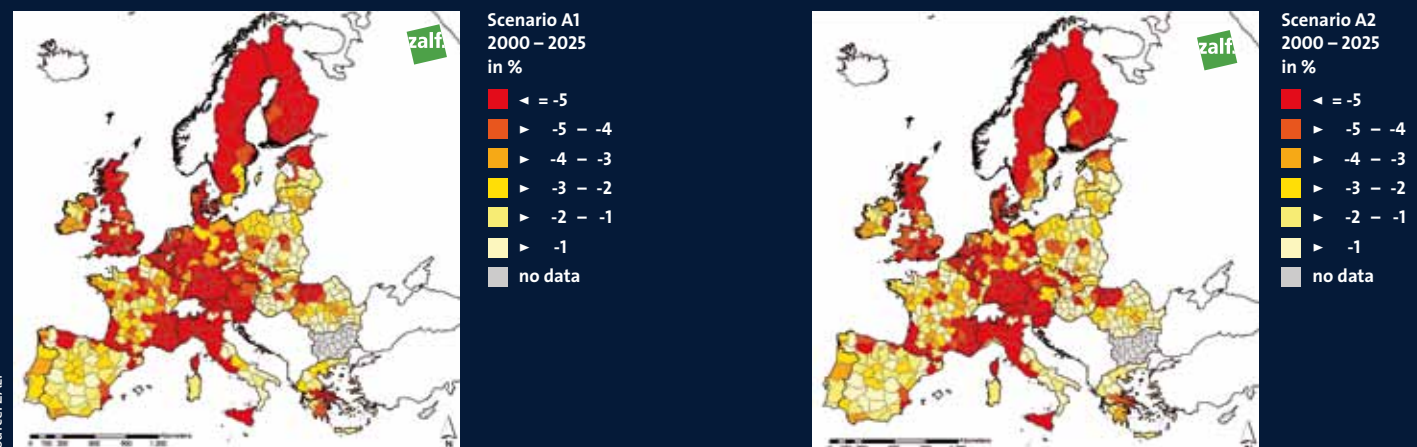 zalf.
Scenario A1
2000 – 2025
in %
◄ = -5
► -5 – -4
► -4 – -3
► -3 – -2
► -2 – -1
► -1
no data
zalf.
Scenario A2
2000 – 2025
in %
◄ = -5
► -5 – -4
► -4 – -3
► -3 – -2
► -2 – -1
► -1
no data